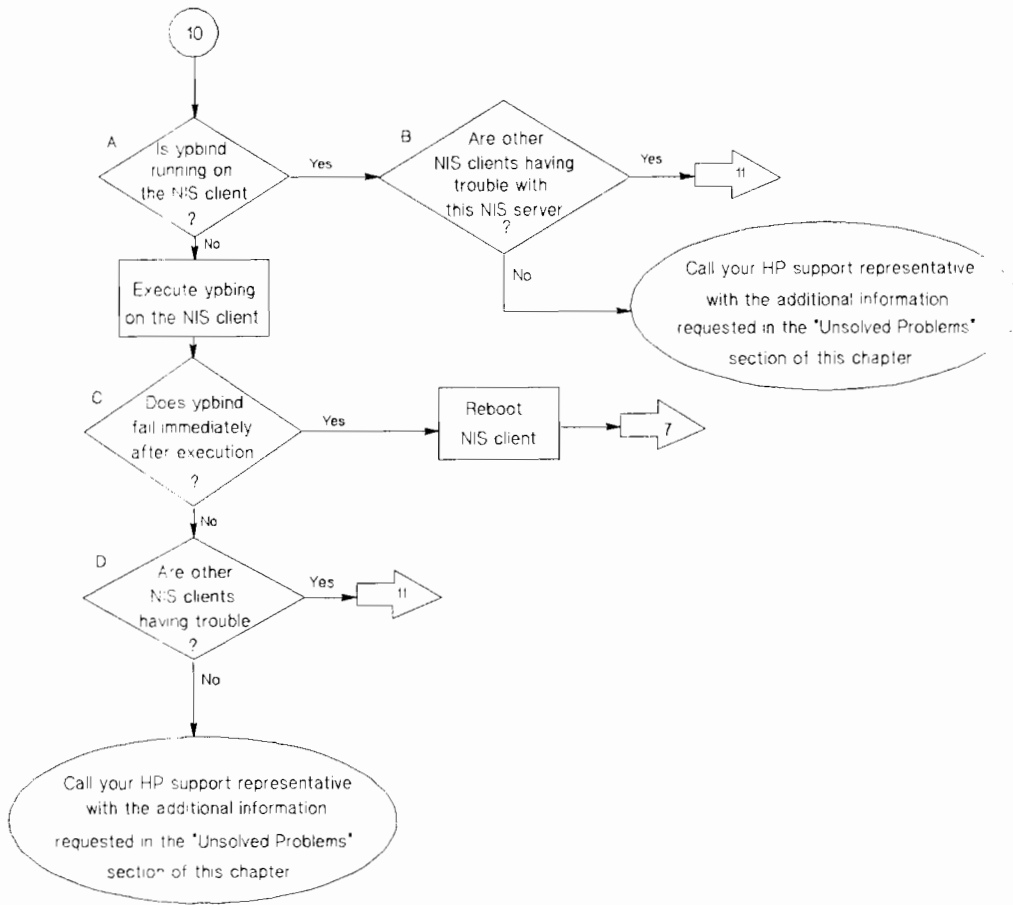 10
A
Is ypbind
running on
the NIS client
?
Yes
No
B
Are other
NIS clients having
trouble with
this NIS server
?
Yes
11
No
Call your HP support representative
with the additional information
requested in the "Unsolved Problems"
section of this chapter
Execute ypbing
on the NIS client
C
Does ypbind
fail immediately
after execution
?
Yes
Reboot
NIS client
7
No
D
Are other
NIS clients
having trouble
?
Yes
11
No
Call your HP support representative
with the additional information
requested in the "Unsolved Problems"
section of this chapter